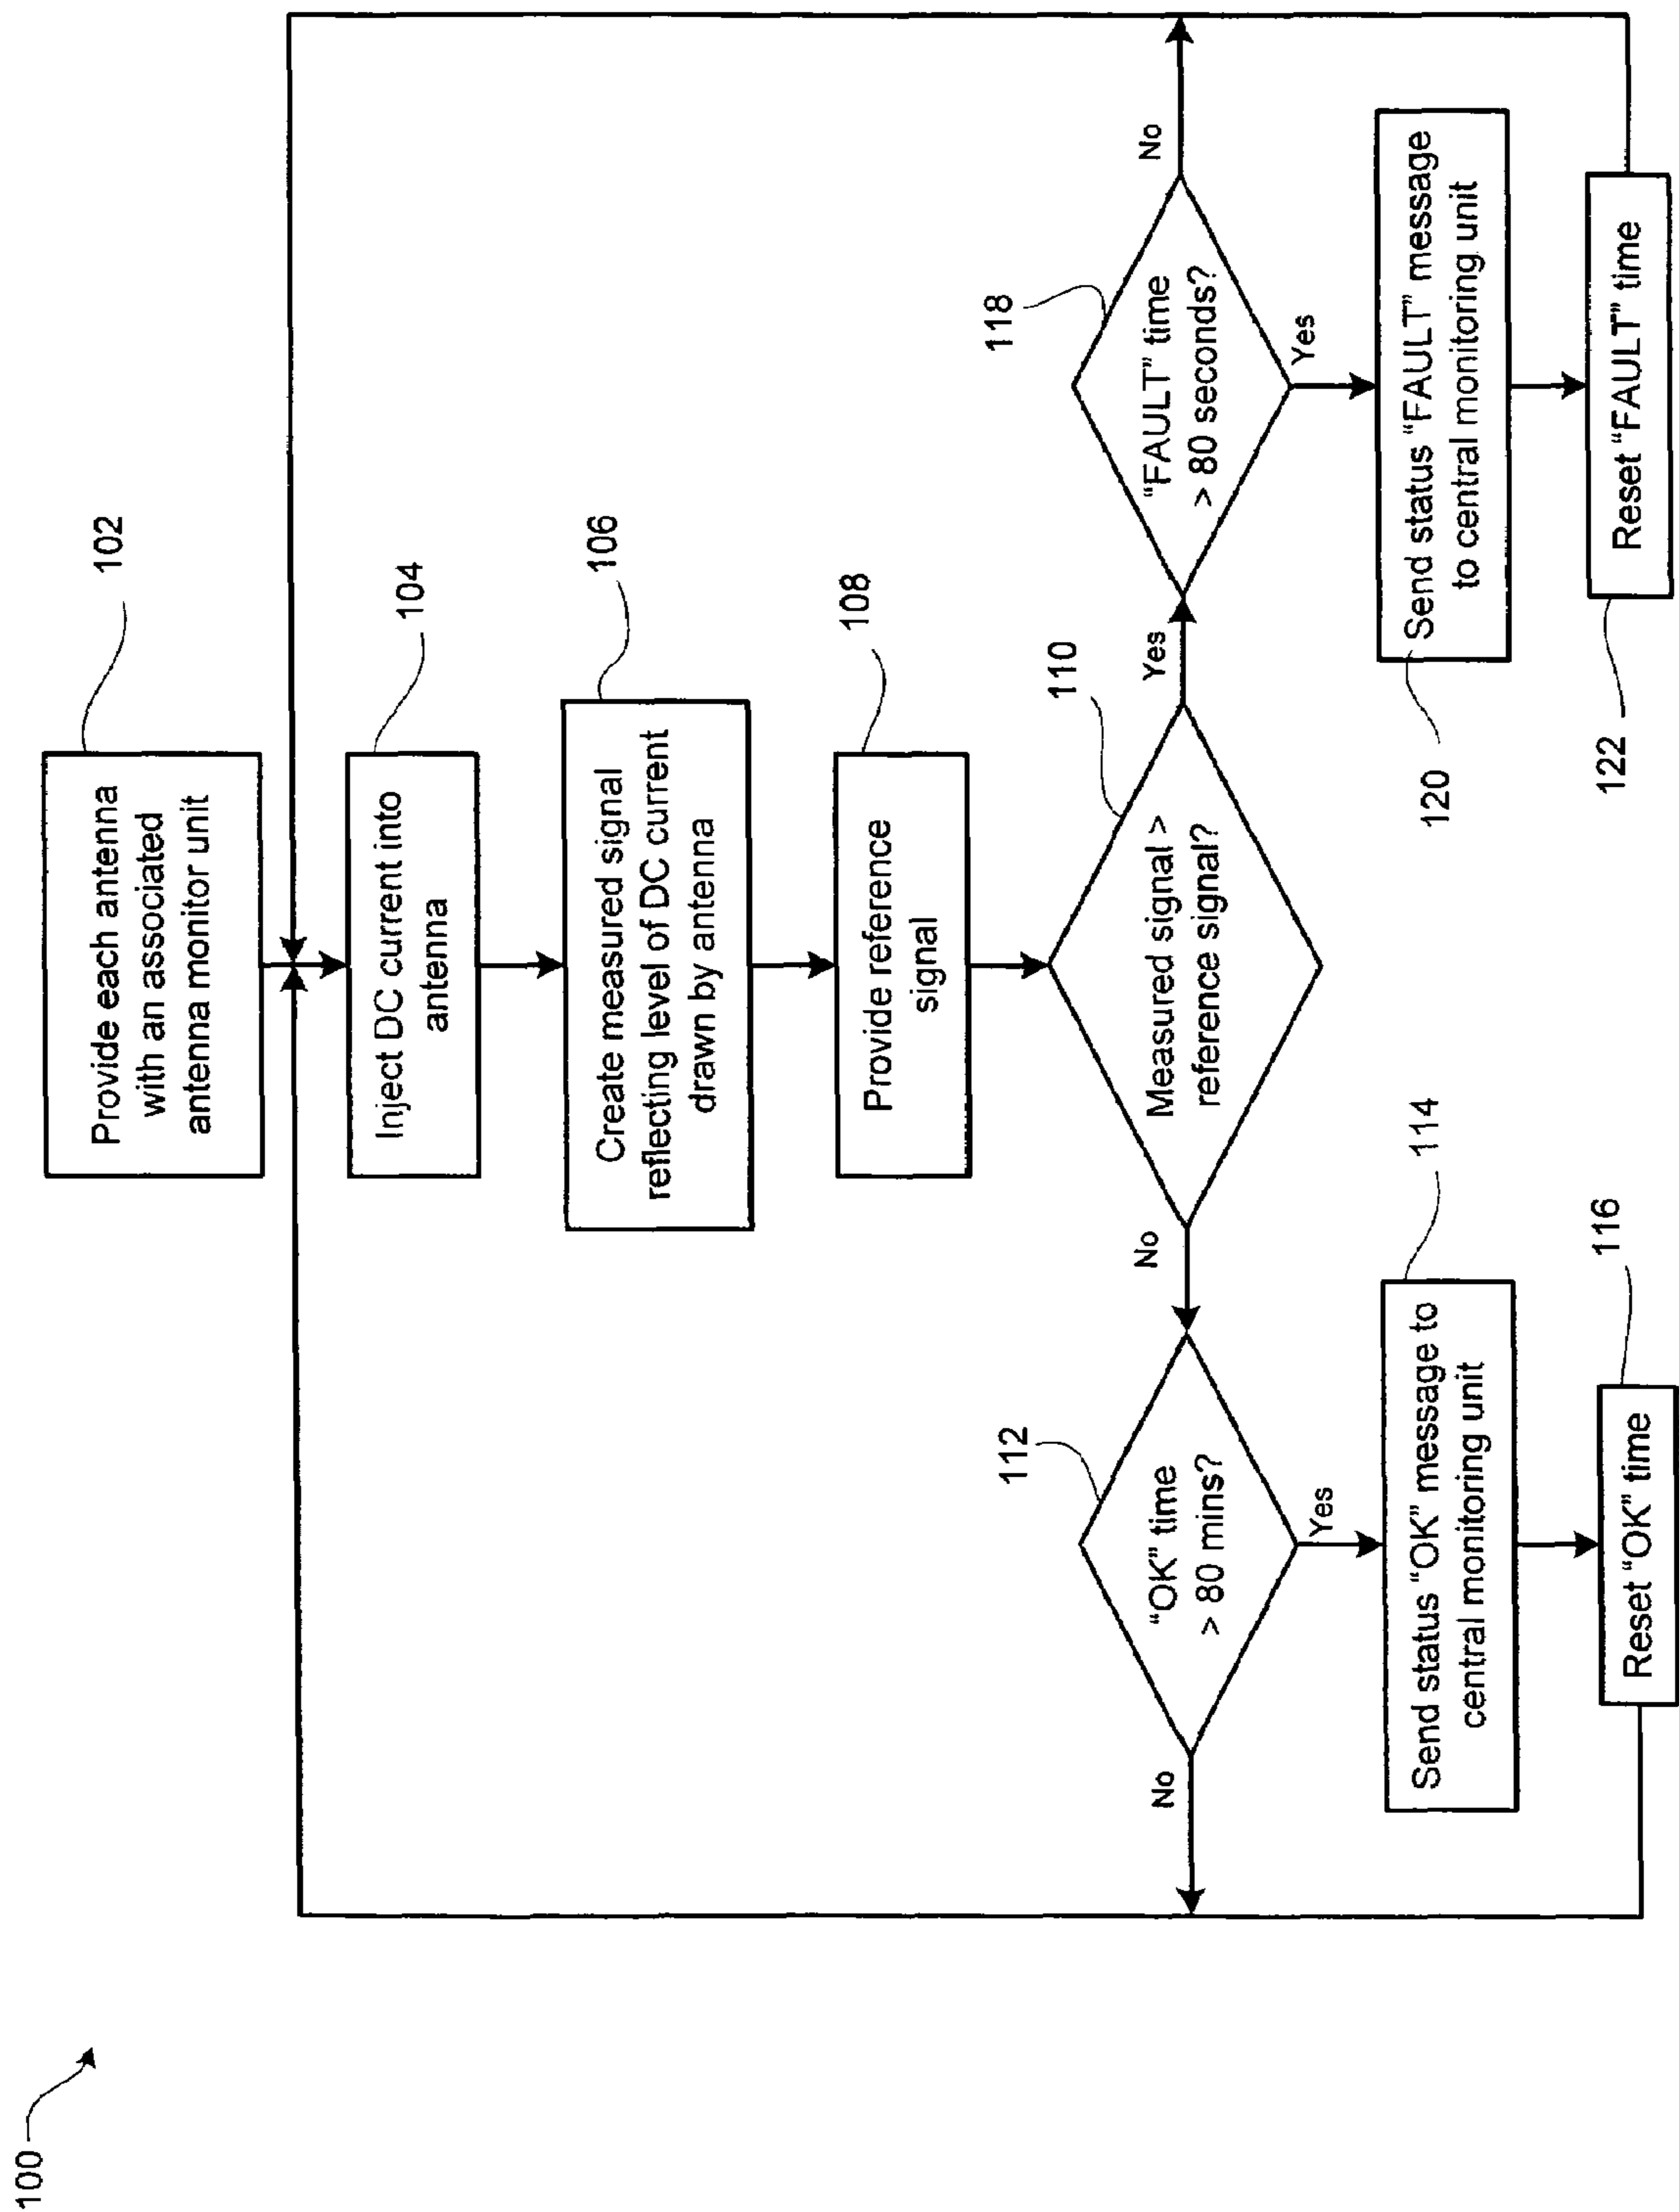 100
Provide each antenna
with an associated
antenna monitor unit
102
Inject DC current into
antenna
104
Create measured signal
reflecting level of DC current
drawn by antenna
106
Provide reference
signal
108
Measured signal >
reference signal?
110
No
Yes
"OK" time
> 80 mins?
112
No
Yes
Send status "OK" message to
central monitoring unit
114
Reset "OK" time
116
"FAULT" time
> 80 seconds?
118
No
Yes
Send status "FAULT" message
to central monitoring unit
120
Reset "FAULT" time
122